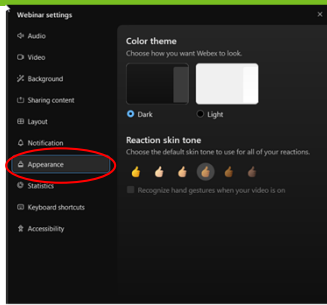 Webinar settings
Audio
Video
Background
Sharing content
Layout
Notification
Appearance
Statistics
Keyboard shortcuts
Accessibility
Color theme
Choose how you want Webex to look.
Dark
Light
Reaction skin tone
Choose the default skin tone to use for all of your reactions.
Recognize hand gestures when your video is on